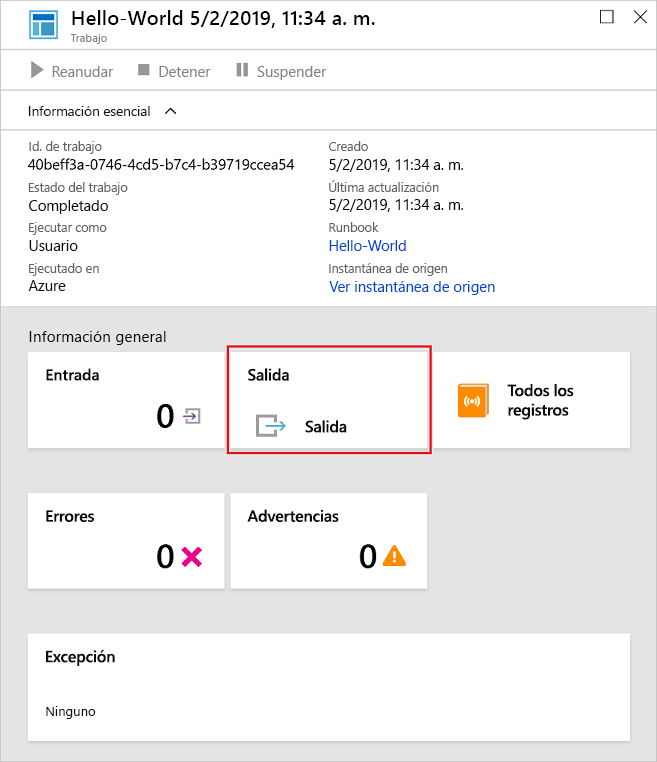 Hello-World 5/2/2019, 11:34 a. m.
Trabajo
Reanudar Detener Suspender
Información esencial
Id. de trabajo
40beff3a-0746-4cd5-b7c4-b39719ccea54
Estado del trabajo
Completado
Ejecutar como
Usuario
Ejecutado en
Azure
Creado
5/2/2019, 11:34 a. m.
Última actualización
5/2/2019, 11:34 a. m.
Runbook
Hello-World
Instantánea de origen
Ver instantánea de origen
Información general
Entrada
0
Salida
Salida
Todos los
registros
Errores
0
Advertencias
0
Excepción
Ninguno